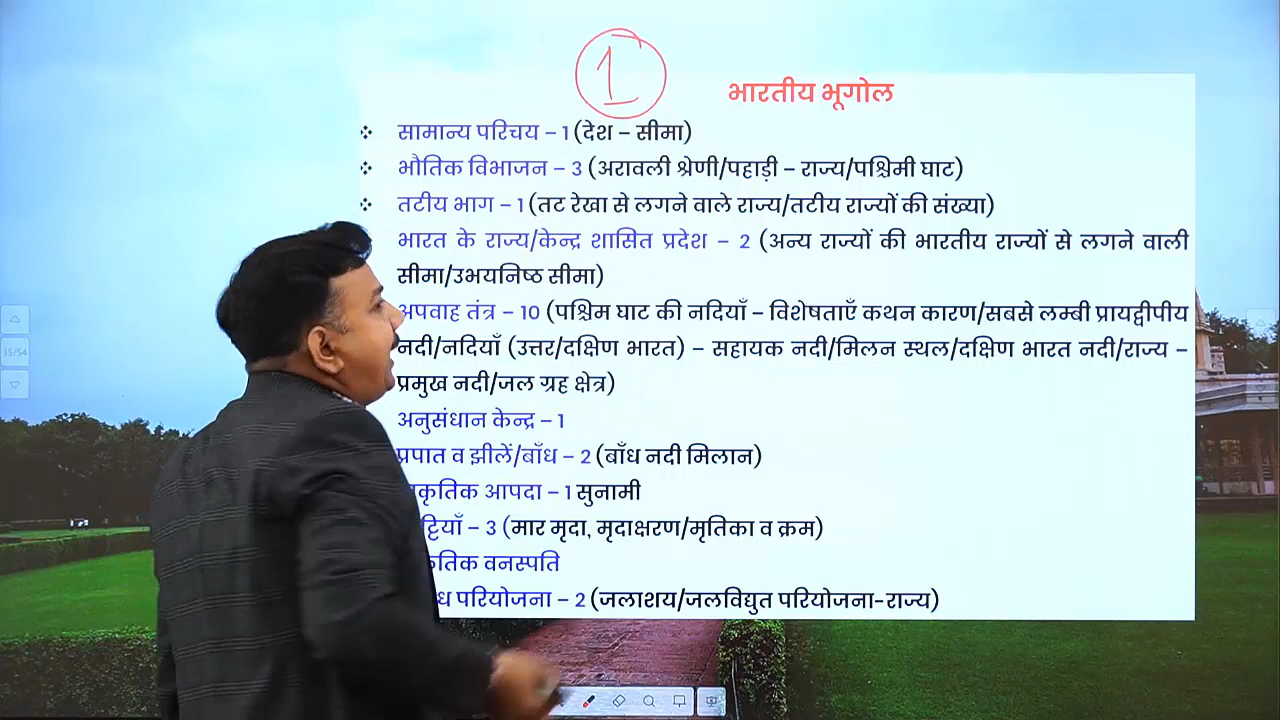 1
भारतीय भूगोल
सामान्य परिचय – 1 (देश – सीमा)
भौतिक विभाजन – 3 (अरावली श्रेणी/पहाड़ी – राज्य/पश्चिमी घाट)
तटीय भाग – 1 (तट रेखा से लगने वाले राज्य/तटीय राज्यों की संख्या)
भारत के राज्य/केन्द्र शासित प्रदेश – 2 (अन्य राज्यों की भारतीय राज्यों से लगने वाली
सीमा/उभयनिष्ठ सीमा)
अपवाह तंत्र – 10 (पश्चिम घाट की नदियाँ – विशेषताएँ कथन कारण/सबसे लम्बी प्रायद्वीपीय
नदी/नदियाँ (उत्तर/दक्षिण भारत) – सहायक नदी/मिलन स्थल/दक्षिण भारत नदी/राज्य –
प्रमुख नदी/जल ग्रह क्षेत्र)
35/54
अनुसंधान केन्द्र – 1
प्रपात व झीलें/बाँध – 2 (बाँध नदी मिलान)
आपदा – 1 सुनामी
– 3 (मार मृदा, मृदाक्षरण/मृतिका व क्रम)
वनस्पति
परियोजना – 2 (जलाशय/जलविद्युत परियोजना-राज्य)